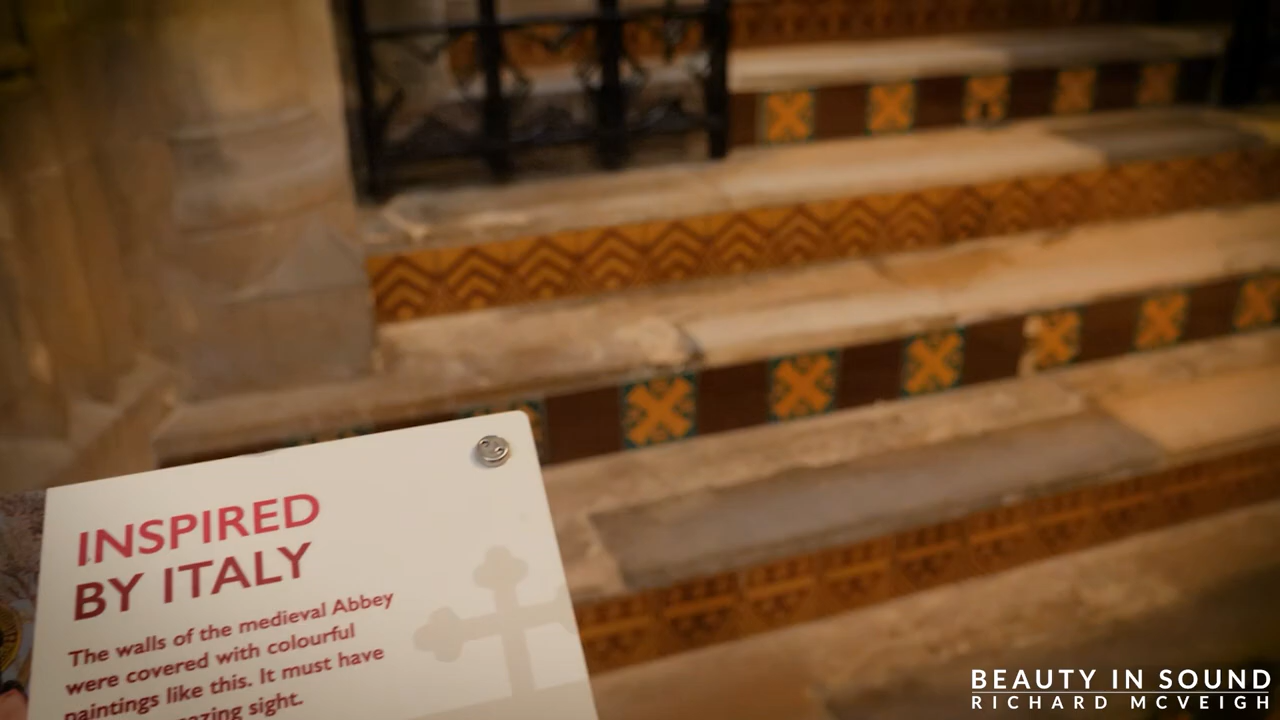 INSPIRED
BY ITALY
The walls of the medieval Abbey
were covered with colourful
paintings like this. It must have
sight.
BEAUTY IN SOUND
RICHARD MCVEIGH